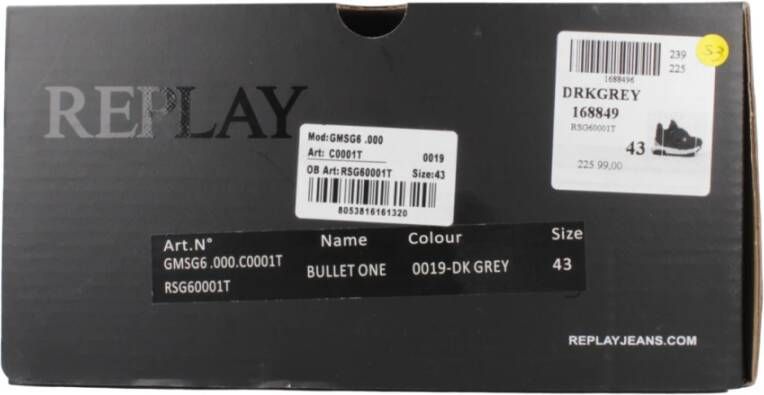 REPLAY
Mod:GMSG6 .000
Art: C0001T 0019
OB Art:RSG60001T Size:43
8053816161320
239
225
53
1688496
DRKGREY
168849
RSG60001T
43
225 99,00
Art.N° Name Colour Size
GMSG6 .000.C0001T BULLET ONE 0019-DK GREY 43
RSG60001T
REPLAYJEANS.COM